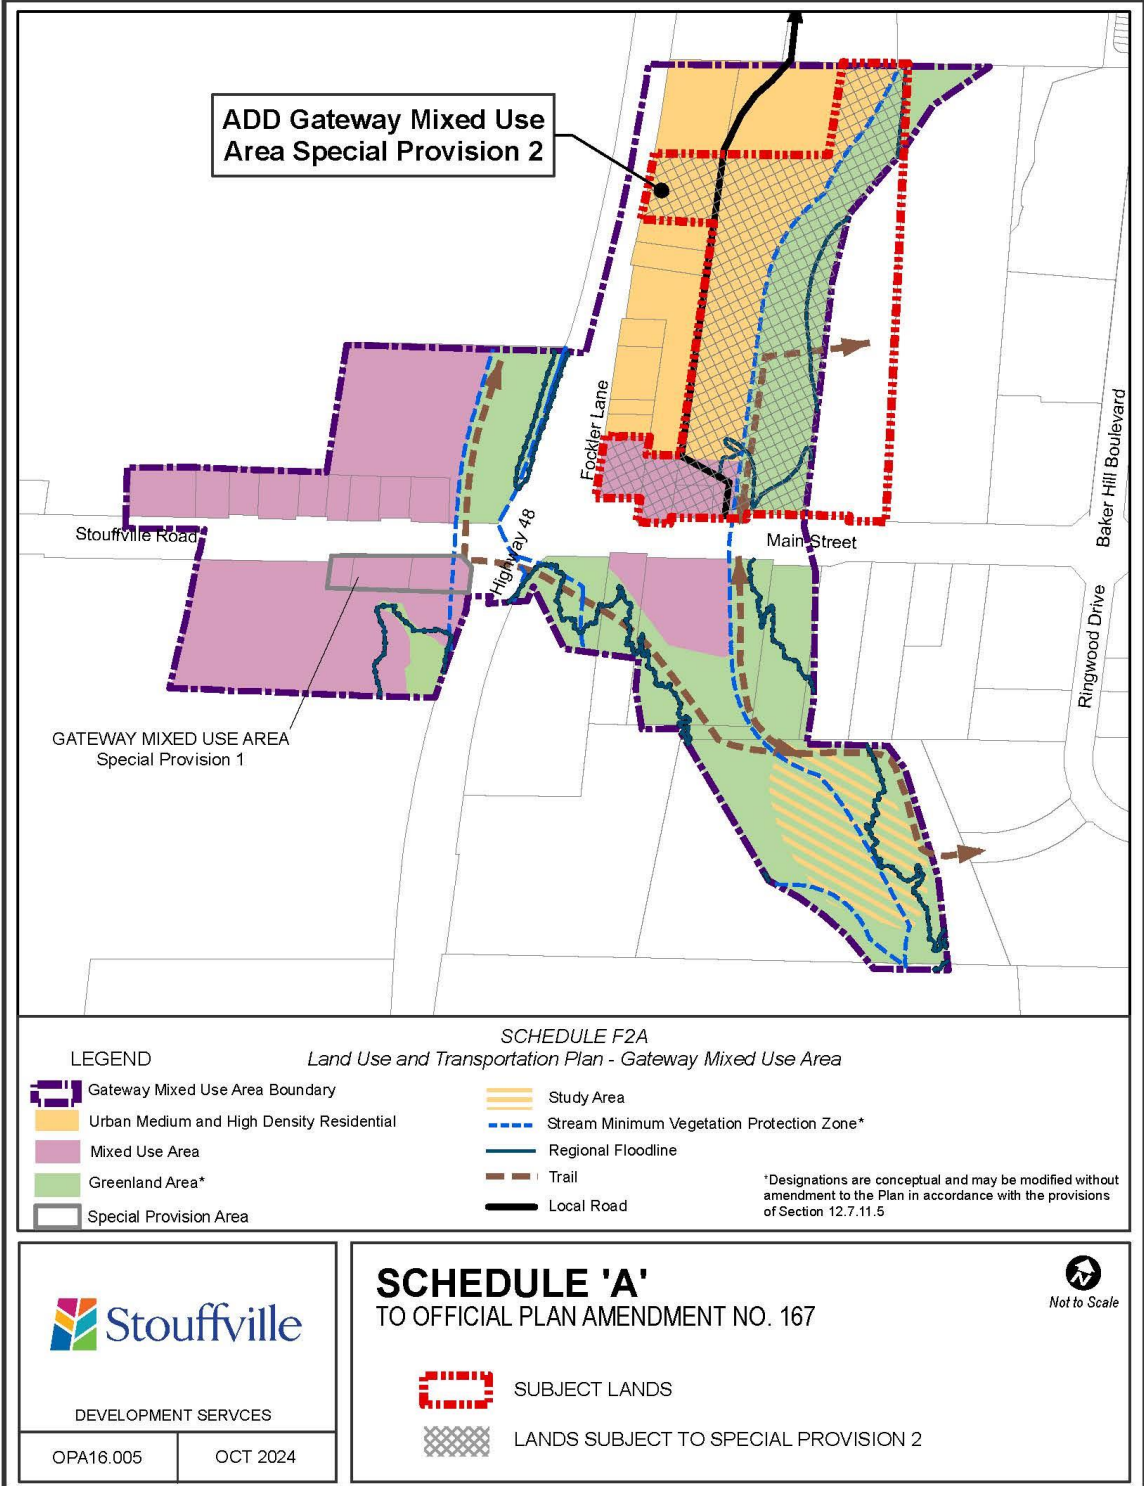 ADD Gateway Mixed Use
Area Special Provision 2
Fockler Lane
Baker Hill Boulevard
Stouffville Road
Highway 48
Main Street
Ringwood Drive
GATEWAY MIXED USE AREA
Special Provision 1
SCHEDULE F2A
Land Use and Transportation Plan - Gateway Mixed Use Area
LEGEND
Gateway Mixed Use Area Boundary
Urban Medium and High Density Residential
Mixed Use Area
Greenland Area*
Special Provision Area
Study Area
Stream Minimum Vegetation Protection Zone*
Regional Floodline
Trail
Local Road
*Designations are conceptual and may be modified without
amendment to the Plan in accordance with the provisions
of Section 12.7.11.5
Stouffville
DEVELOPMENT SERVCES
OPA16.005
OCT 2024
SCHEDULE 'A'
TO OFFICIAL PLAN AMENDMENT NO. 167
N
Not to Scale
SUBJECT LANDS
LANDS SUBJECT TO SPECIAL PROVISION 2